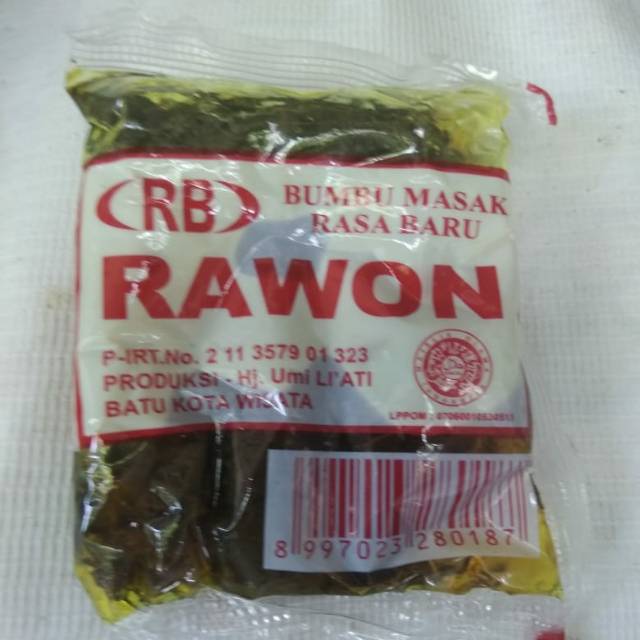 RB
BUMBU MASAK
RASA BARU
RAWON
P-IRT.No. 2 11 3579 01 323
PRODUKSI - Hj. Umi LI'ATI
BATU KOTA WISATA
LPPOM :
8 997023 280187